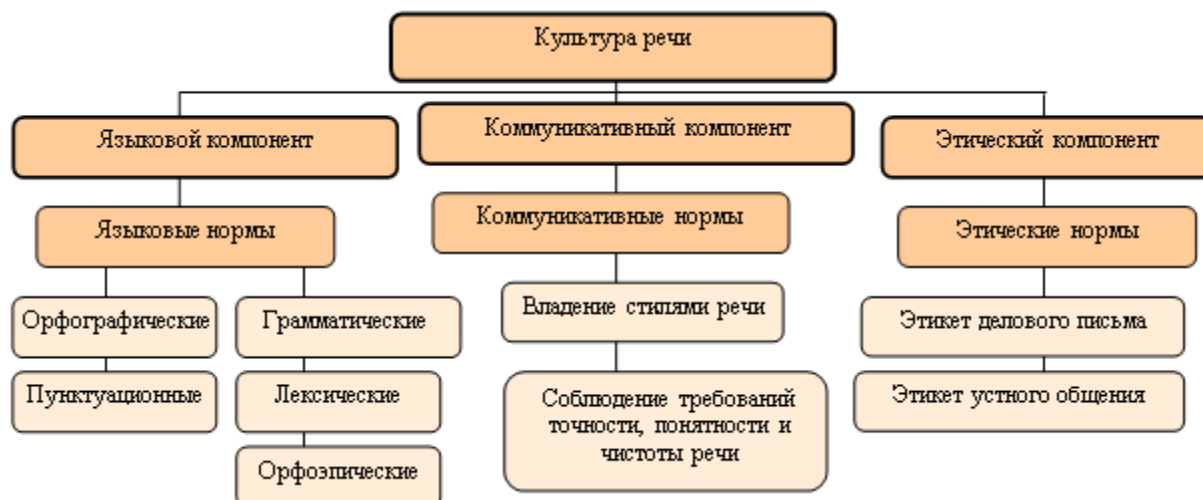 Культура речи
Языковой компонент
Коммуникативный компонент
Этический компонент
Языковые нормы
Коммуникативные нормы
Этические нормы
Орфографические
Грамматические
Владение стилями речи
Этикет делового письма
Пунктуационные
Лексические
Соблюдение требований
точности, понятности и
чистоты речи
Этикет устного общения
Орфоэпические